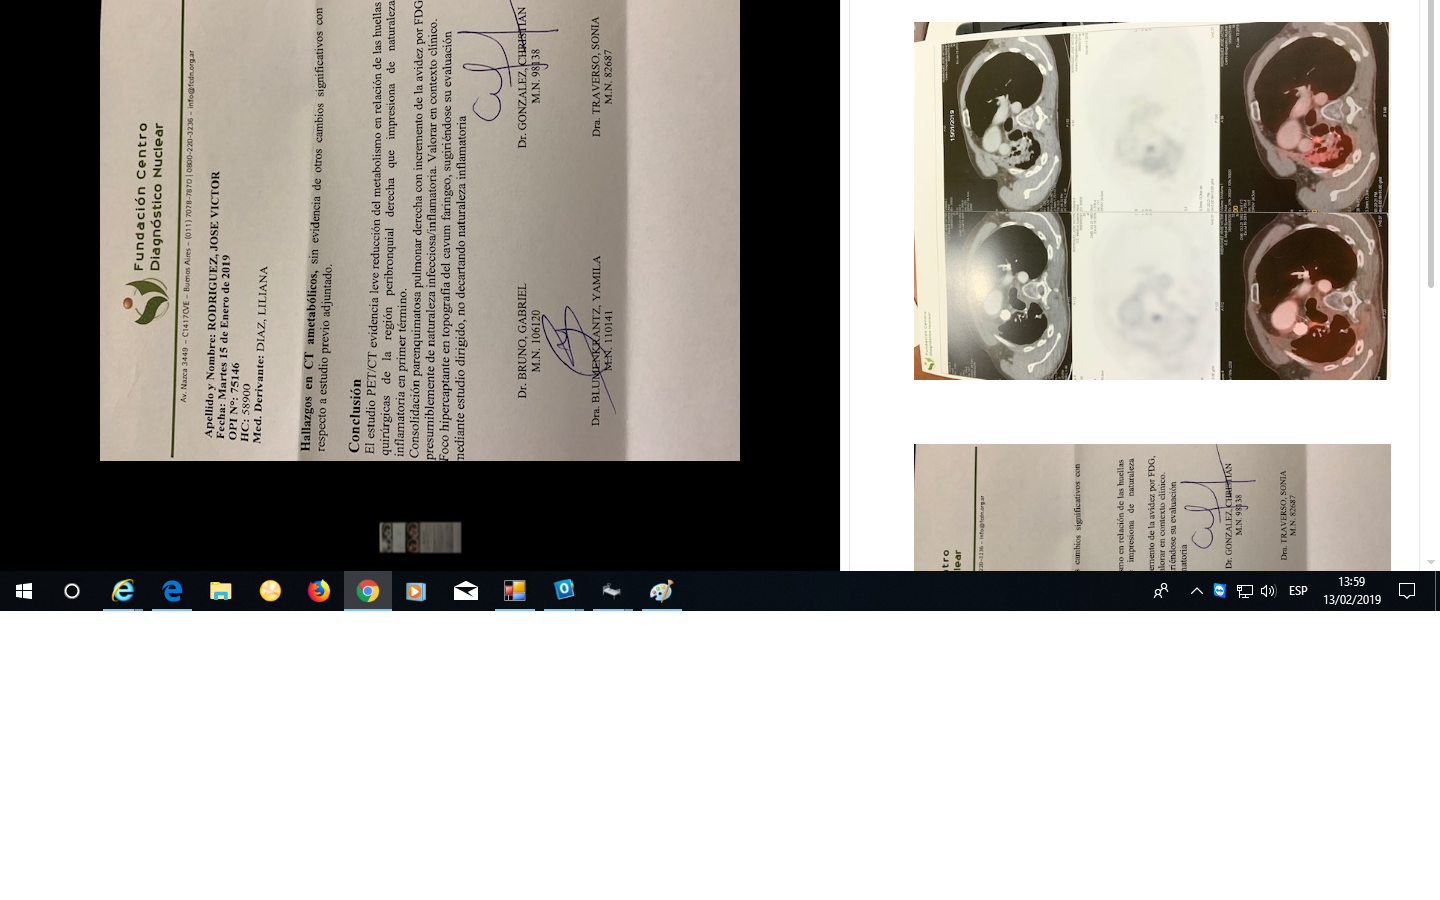 Fundación Centro
Diagnóstico Nuclear
Av. Nazca 3449 – C1417CVE – Buenos Aires – (011) 7078-7670 | 0800-220-3236 – info@fcdn.org.ar
Apellido y Nombre: RODRIGUEZ, JOSE VICTOR
Fecha: Martes 15 de Enero de 2019
OPI Nº: 75146
HC: 58900
Med. Derivante: DIAZ, LILIANA
Hallazgos en CT ametabólicos, sin evidencia de otros cambios significativos con
respecto a estudio previo adjuntado.
Conclusión
El estudio PET/CT evidencia leve reducción del metabolismo en relación de las huellas
quirúrgicas de la región peribronquial derecha que impresiona de naturaleza
inflamatoria en primer término.
Consolidación parenquimatosa pulmonar derecha con incremento de la avidez por FDG,
presumiblemente de naturaleza infecciosa/inflamatoria. Valorar en contexto clínico.
Foco hipercaptante en topografía del cavum faríngeo, sugiriéndose su evaluación
mediante estudio dirigido, no decartando naturaleza inflamatoria
Dr. BRUNO, GABRIEL
M.N. 106120
Dr. GONZALEZ, CHRISTIAN
M.N. 98138
Dra. BLUMENKRANTZ, YAMILA
M.N. 110141
Dra. TRAVERSO, SONIA
M.N. 82687
15/01/2019
ntro
uclear
0-3236 – info@fcdn.org.ar
s cambios significativos con
smo en relación de las huellas
impresiona de naturaleza
emento de la avidez por FDG,
alorar en contexto clínico.
riéndose su evaluación
matoria
Dr. GONZALEZ, CHRISTIAN
M.N. 98138
Dra. TRAVERSO, SONIA
M.N. 82687
ESP
13:59
13/02/2019